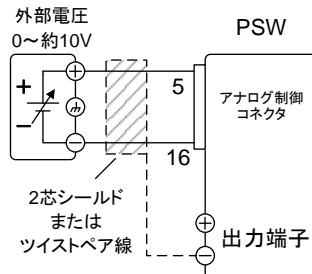 外部電圧
0～約10V
PSW
+
−
+
−
5
16
アナログ制御
コネクタ
2芯シールド
または
ツイストペア線
+
−
出力端子